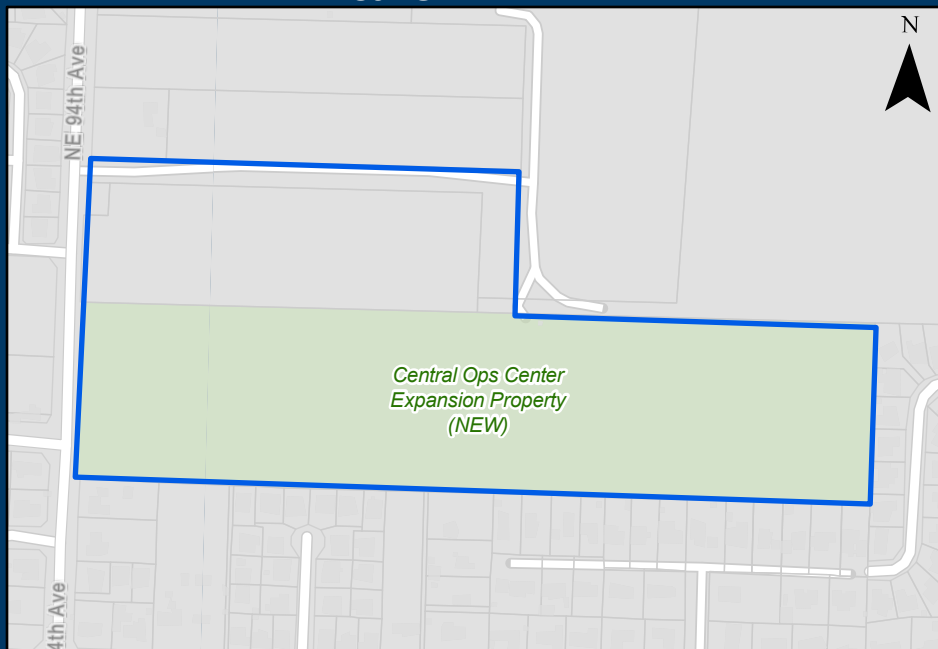 N
NE 94th Ave
Central Ops Center
Expansion Property
(NEW)
4th Ave